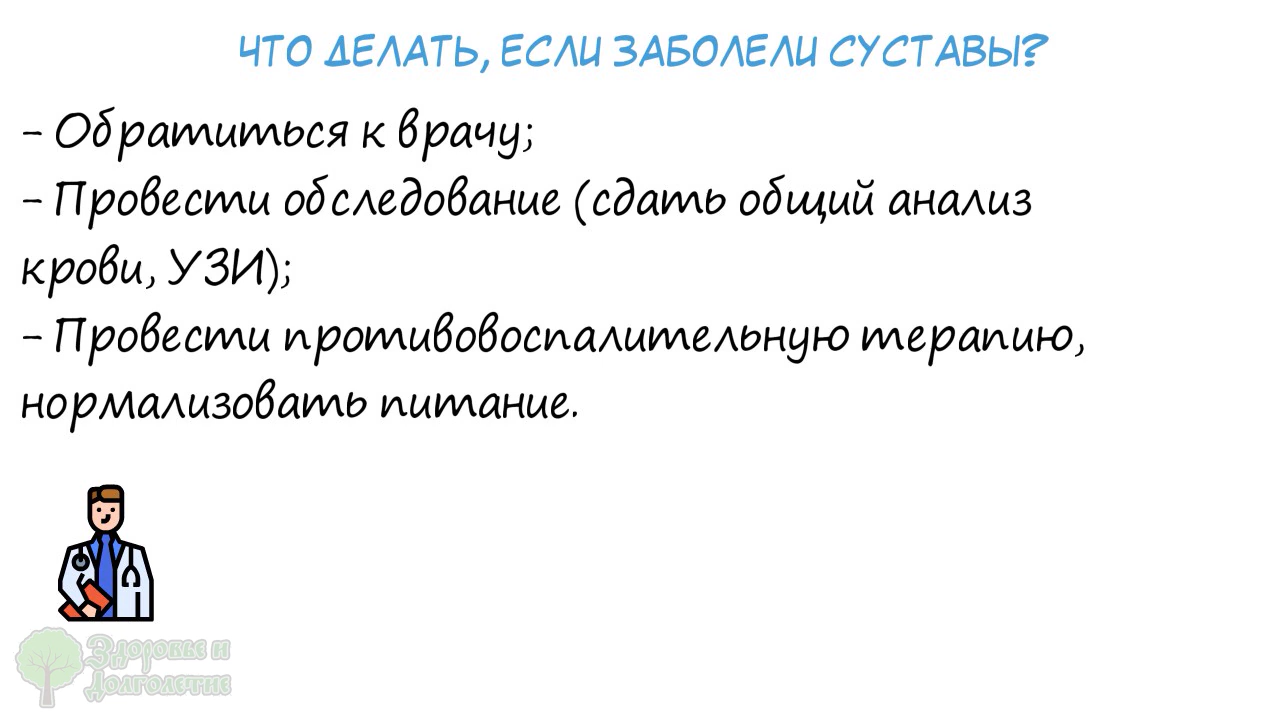 ЧТО ДЕЛАТЬ, ЕСЛИ ЗАБОЛЕЛИ СУСТАВЫ?
- Обратиться к врачу;
- Провести обследование (сдать общий анализ
крови, УЗИ);
- Провести противовоспалительную терапию,
нормализовать питание.
Здоровье и
Долголетие